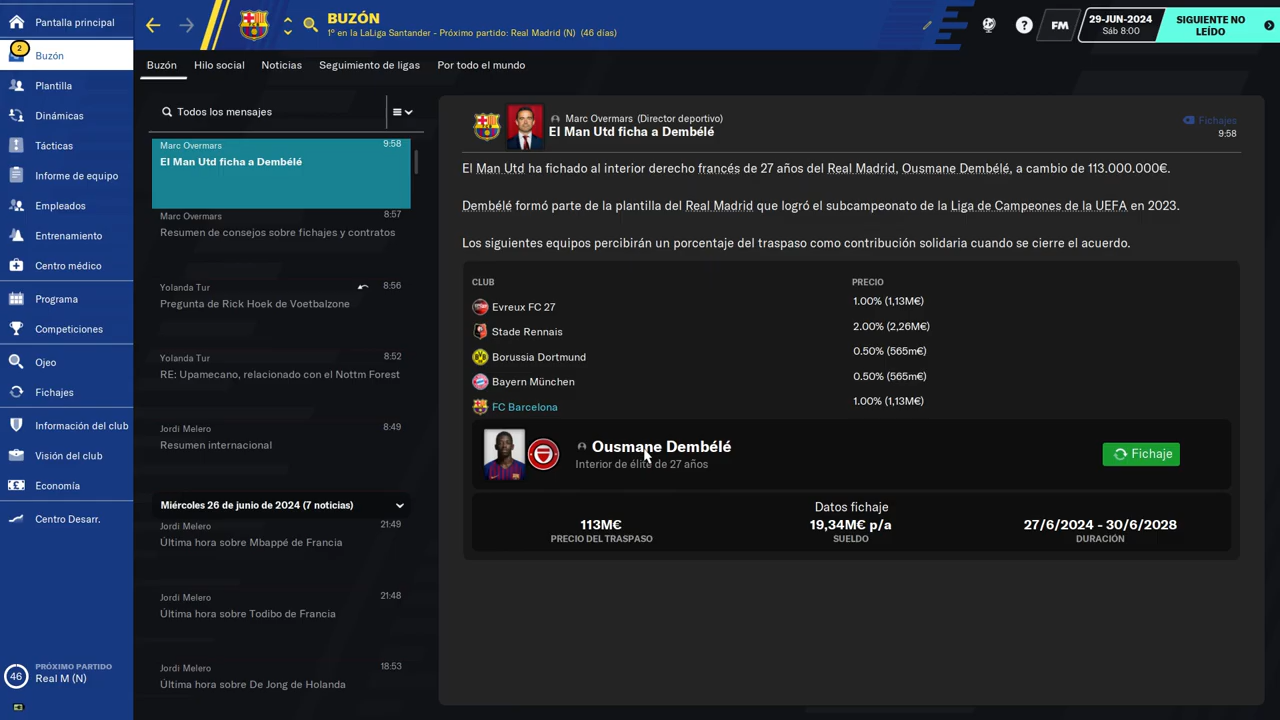 Pantalla principal
2
Buzón
Plantilla
Dinámicas
Tácticas
Informe de equipo
Empleados
Entrenamiento
Centro médico
Programa
Competiciones
Ojeo
Fichajes
Información del club
Visión del club
Economía
Centro Desarr.
46
PRÓXIMO PARTIDO
Real M (N)
BUZÓN
1º en la LaLiga Santander - Próximo partido: Real Madrid (N) (46 días)
FM
29-JUN-2024
Sáb 8:00
SIGUIENTE NO
LEÍDO
Buzón Hilo social Noticias Seguimiento de ligas Por todo el mundo
Todos los mensajes
Marc Overmars 9:58
El Man Utd ficha a Dembélé
Marc Overmars 8:57
Resumen de consejos sobre fichajes y contratos
Yolanda Tur 8:56
Pregunta de Rick Hoek de Voetbalzone
Yolanda Tur 8:52
RE: Upamecano, relacionado con el Nottm Forest
Jordi Melero 8:49
Resumen internacional
Miércoles 26 de junio de 2024 (7 noticias)
Jordi Melero 21:49
Última hora sobre Mbappé de Francia
Jordi Melero 21:48
Última hora sobre Todibo de Francia
Jordi Melero 18:53
Última hora sobre De Jong de Holanda
Marc Overmars (Director deportivo)
El Man Utd ficha a Dembélé
Fichajes
9:58
El Man Utd ha fichado al interior derecho francés de 27 años del Real Madrid, Ousmane Dembélé, a cambio de 113.000.000€.
Dembélé formó parte de la plantilla del Real Madrid que logró el subcampeonato de la Liga de Campeones de la UEFA en 2023.
Los siguientes equipos percibirán un porcentaje del traspaso como contribución solidaria cuando se cierre el acuerdo.
CLUB PRECIO
Evreux FC 27 1.00% (1,13M€)
Stade Rennais 2.00% (2,26M€)
Borussia Dortmund 0.50% (565m€)
Bayern München 0.50% (565m€)
FC Barcelona 1.00% (1,13M€)
Ousmane Dembélé
Interior de élite de 27 años
Fichaje
Datos fichaje
113M€ 19,34M€ p/a 27/6/2024 - 30/6/2028
PRECIO DEL TRASPASO SUELDO DURACIÓN